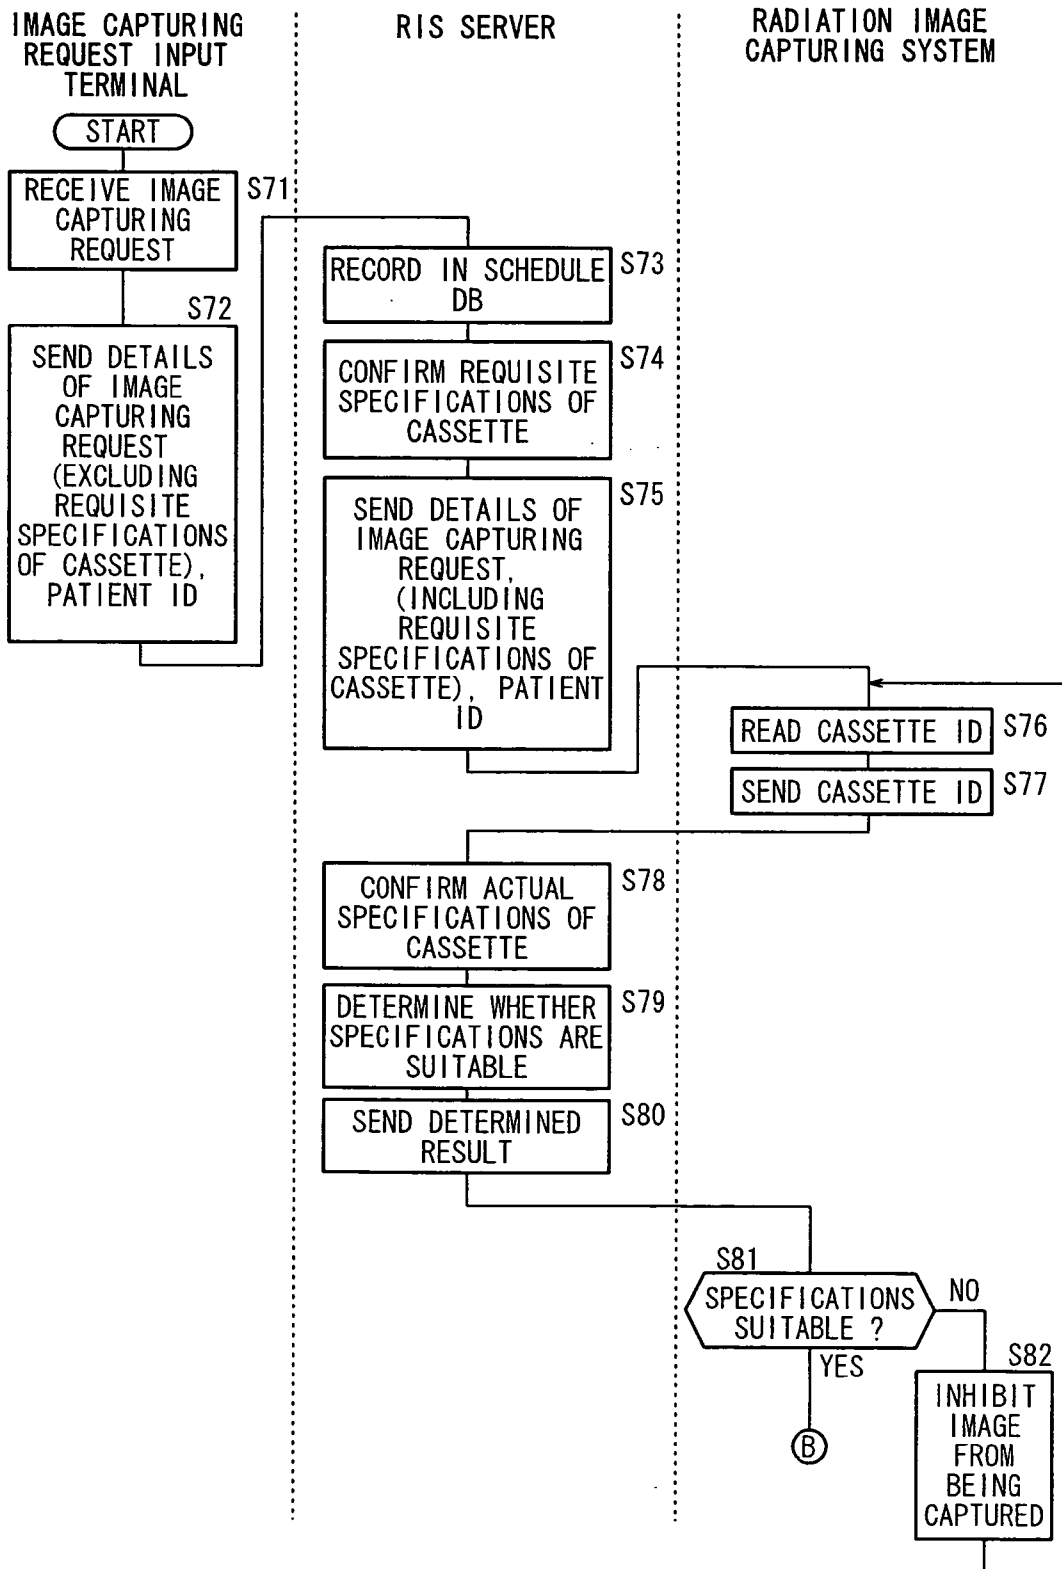 IMAGE CAPTURING
REQUEST INPUT
TERMINAL
RIS SERVER
RADIATION IMAGE
CAPTURING SYSTEM
START
RECEIVE IMAGE
CAPTURING
REQUEST
S71
S72
SEND DETAILS
OF IMAGE
CAPTURING
REQUEST
(EXCLUDING
REQUISITE
SPECIFICATIONS
OF CASSETTE),
PATIENT ID
RECORD IN SCHEDULE
DB
S73
CONFIRM REQUISITE
SPECIFICATIONS OF
CASSETTE
S74
SEND DETAILS OF
IMAGE CAPTURING
REQUEST,
(INCLUDING
REQUISITE
SPECIFICATIONS OF
CASSETTE), PATIENT
ID
S75
READ CASSETTE ID
S76
SEND CASSETTE ID
S77
CONFIRM ACTUAL
SPECIFICATIONS OF
CASSETTE
S78
DETERMINE WHETHER
SPECIFICATIONS ARE
SUITABLE
S79
SEND DETERMINED
RESULT
S80
S81
SPECIFICATIONS
SUITABLE ?
NO
YES
B
S82
INHIBIT
IMAGE
FROM
BEING
CAPTURED